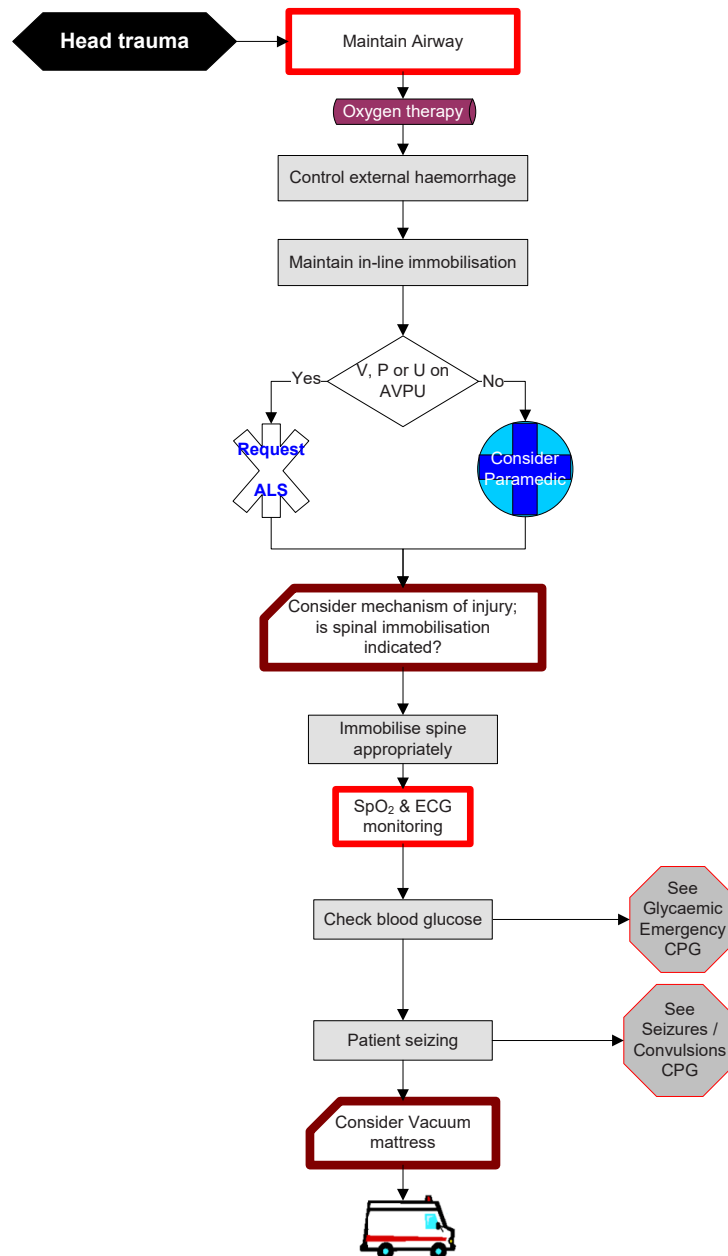 Head trauma
Maintain Airway
Oxygen therapy
Control external haemorrhage
Maintain in-line immobilisation
V, P or U on
AVPU
Yes
No
Request
ALS
Consider
Paramedic
Consider mechanism of injury;
is spinal immobilisation
indicated?
Immobilise spine
appropriately
SpO₂ & ECG
monitoring
Check blood glucose
See
Glycaemic
Emergency
CPG
Patient seizing
See
Seizures /
Convulsions
CPG
Consider Vacuum
mattress